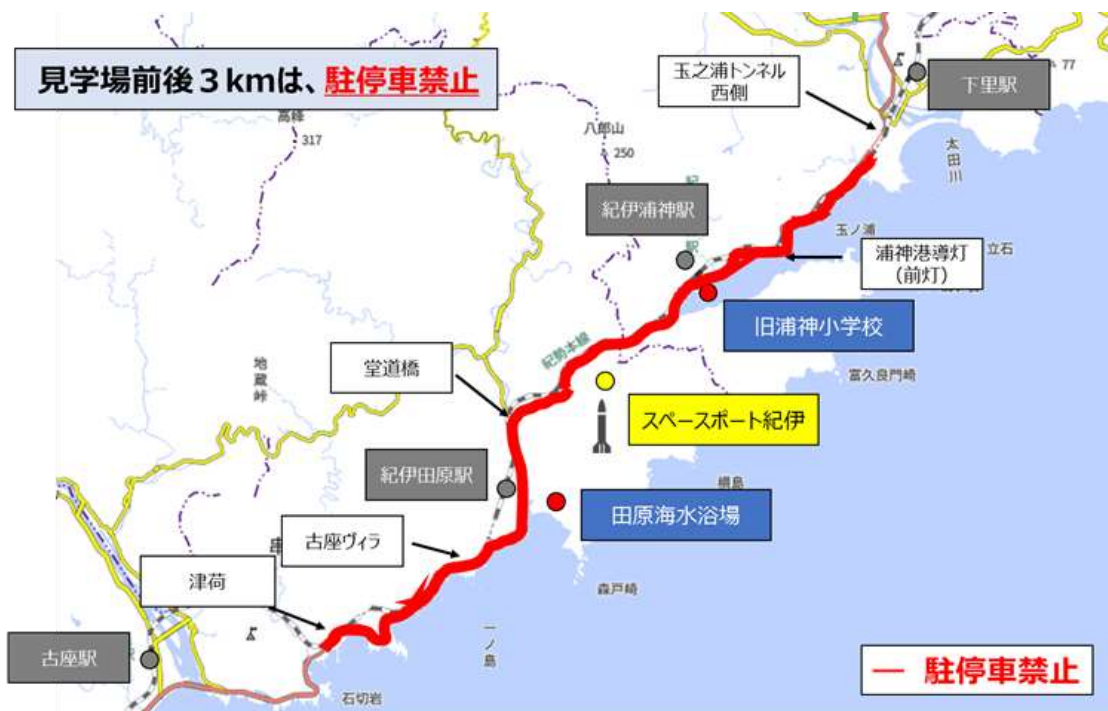 見学場前後3kmは、駐停車禁止
玉之浦トンネル
西側
下里駅
77
高峰
317
八郎山
250
太田川
紀伊浦神駅
玉ノ浦
立石
浦神港導灯
(前灯)
旧浦神小学校
紀勢本線
堂道橋
地蔵峠
富久良門崎
スペースポート紀伊
紀伊田原駅
綱島
田原海水浴場
古座ヴィラ
津荷
森戸崎
一ノ島
古座駅
石切岩
駐停車禁止